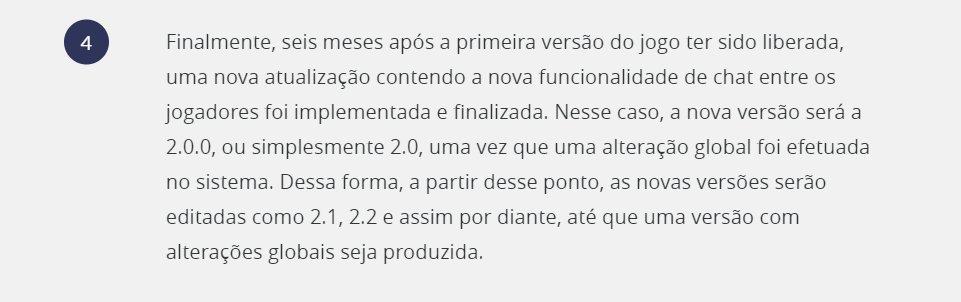 4
Finalmente, seis meses após a primeira versão do jogo ter sido liberada,
uma nova atualização contendo a nova funcionalidade de chat entre os
jogadores foi implementada e finalizada. Nesse caso, a nova versão será a
2.0.0, ou simplesmente 2.0, uma vez que uma alteração global foi efetuada
no sistema. Dessa forma, a partir desse ponto, as novas versões serão
editadas como 2.1, 2.2 e assim por diante, até que uma versão com
alterações globais seja produzida.